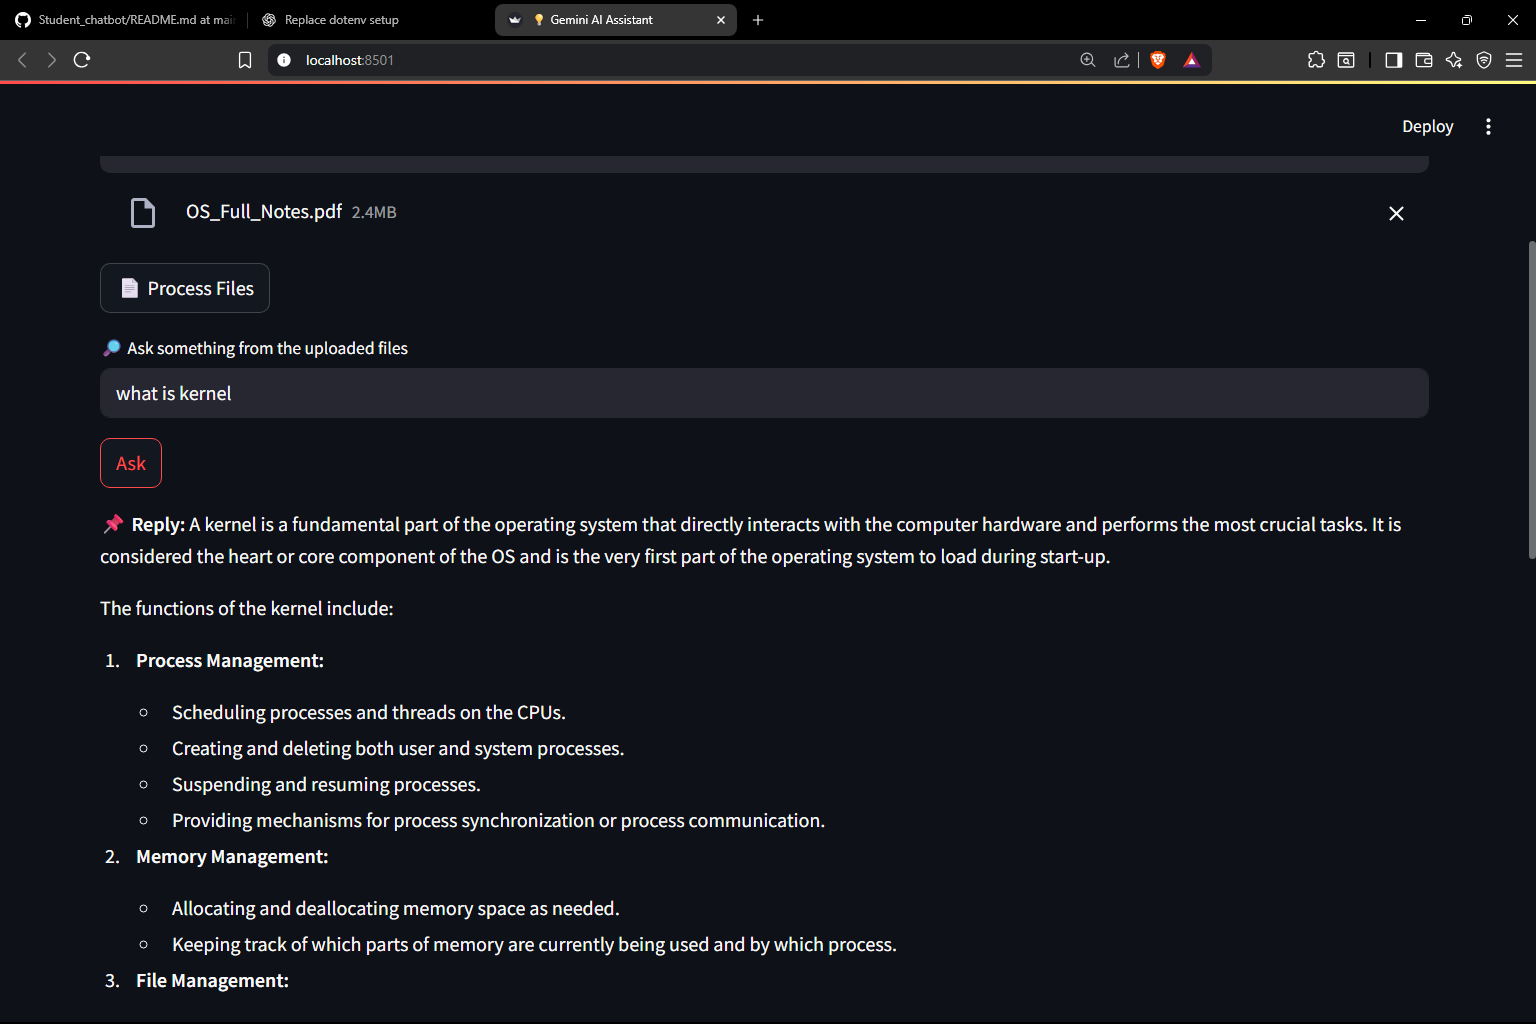 Student_chatbot/README.md at mai
Replace dotenv setup
Gemini AI Assistant
localhost:8501
Deploy
OS_Full_Notes.pdf 2.4MB
Process Files
Ask something from the uploaded files
what is kernel
Ask
Reply: A kernel is a fundamental part of the operating system that directly interacts with the computer hardware and performs the most crucial tasks. It is
considered the heart or core component of the OS and is the very first part of the operating system to load during start-up.
The functions of the kernel include:
1. Process Management:
Scheduling processes and threads on the CPUs.
Creating and deleting both user and system processes.
Suspending and resuming processes.
Providing mechanisms for process synchronization or process communication.
2. Memory Management:
Allocating and deallocating memory space as needed.
Keeping track of which parts of memory are currently being used and by which process.
3. File Management: